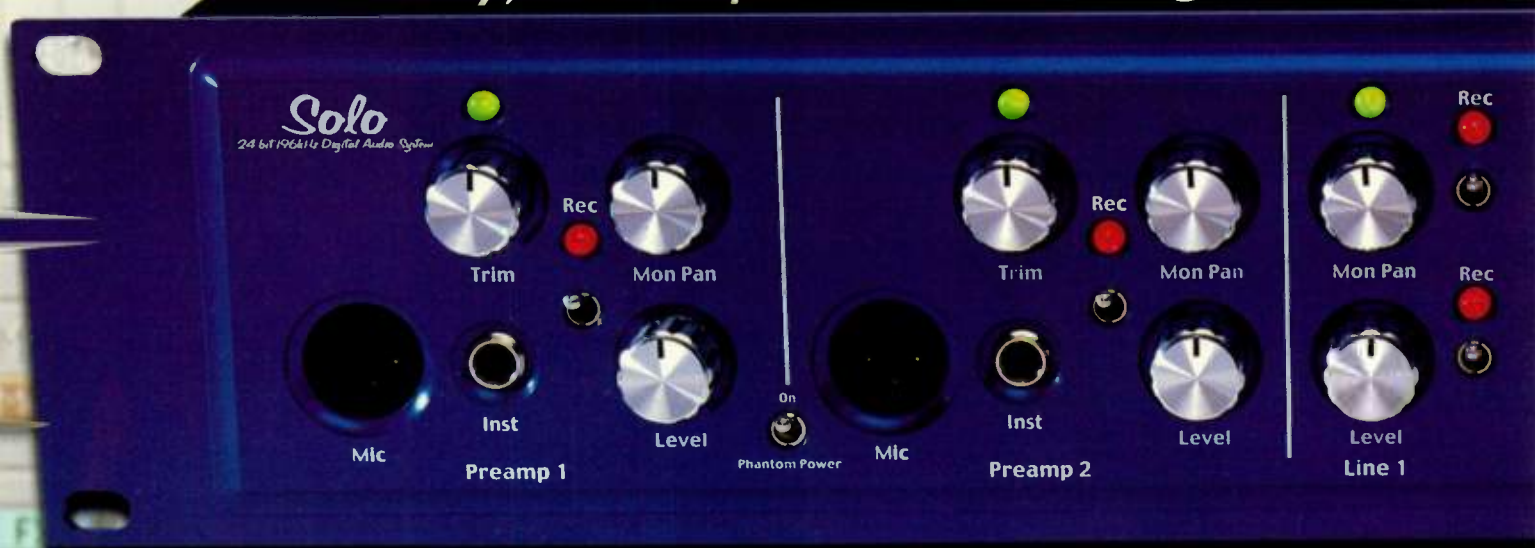 Solo
24 bit/96kHz Digital Audio System
Rec
Rec
Rec
Trim
Mon Pan
Trim
Mon Pan
Mon Pan
Rec
Inst
Level
On
Inst
Level
Level
Mic
Phantom Power
Mic
Preamp 1
Preamp 2
Line 1